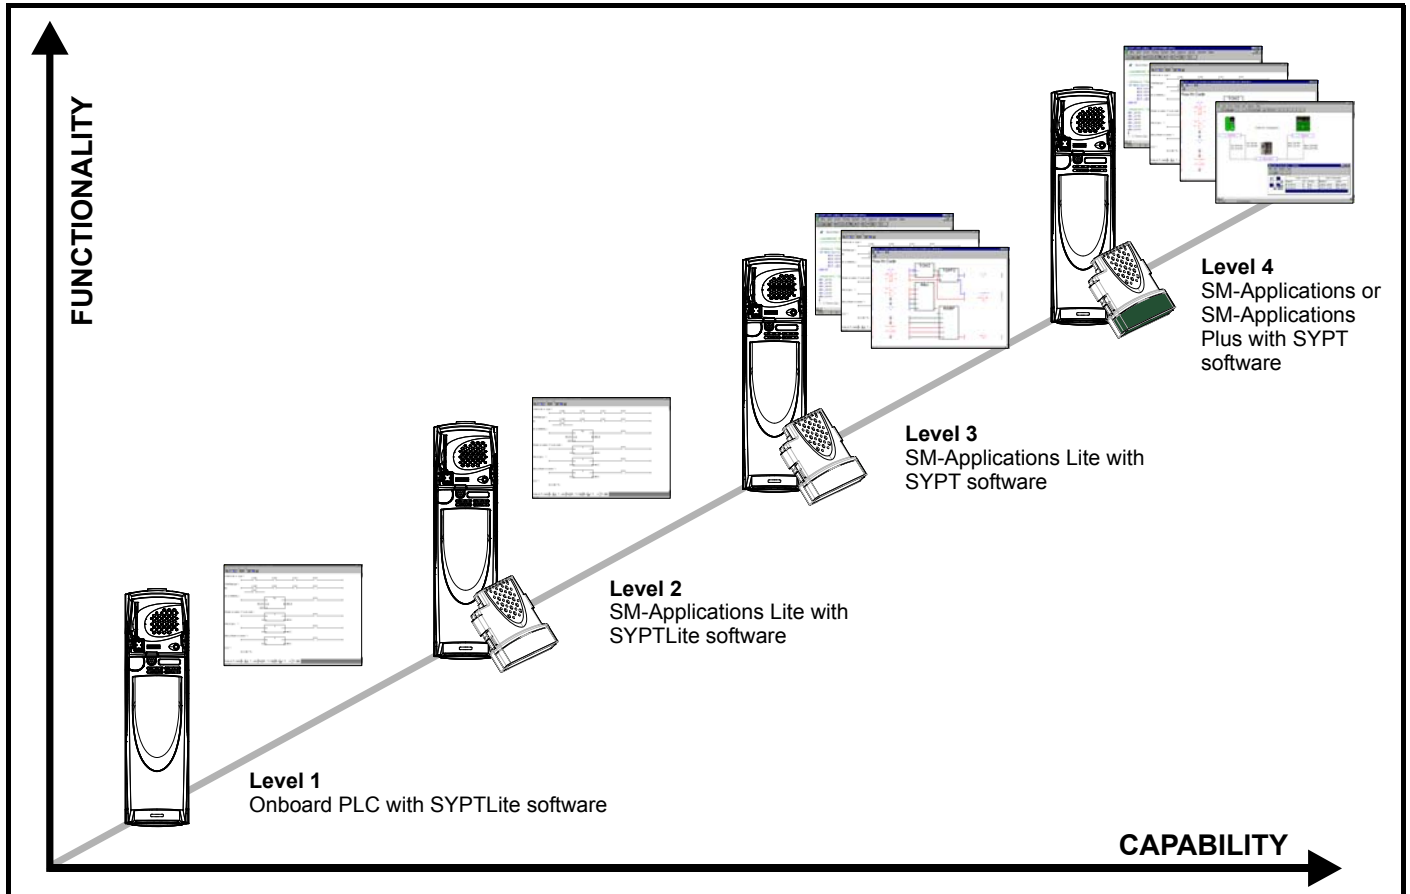 FUNCTIONALITY
Level 4
SM-Applications or
SM-Applications
Plus with SYPT
software
Level 3
SM-Applications Lite with
SYPT software
Level 2
SM-Applications Lite with
SYPTLite software
Level 1
Onboard PLC with SYPTLite software
CAPABILITY